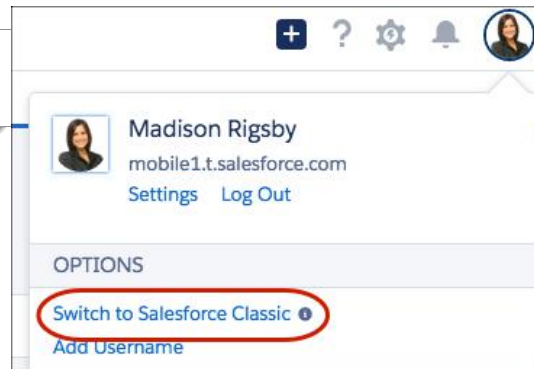 Madison Rigsby
mobile1.t.salesforce.com
Settings Log Out
OPTIONS
Switch to Salesforce Classic
Add Username